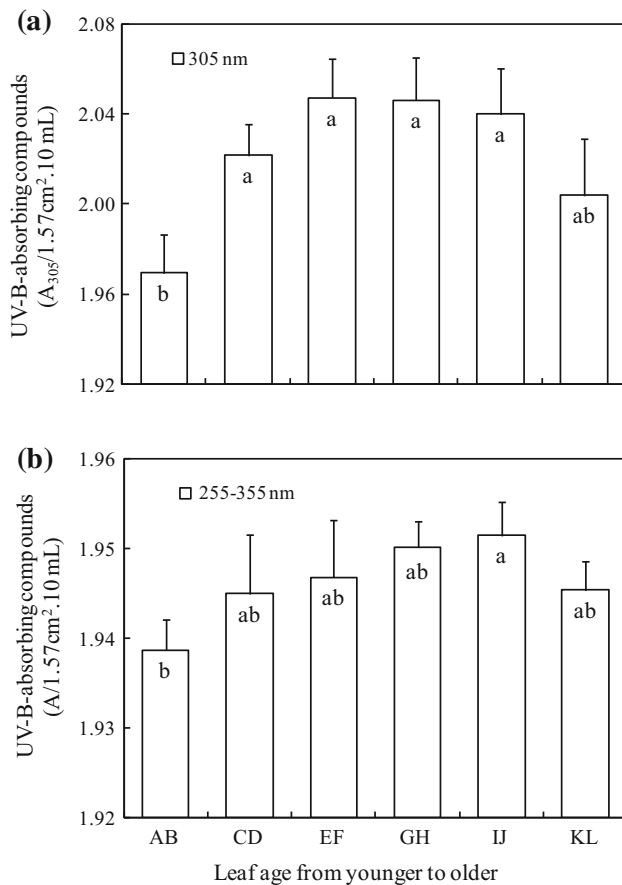 (a)
2.08
2.04
2.00
1.96
1.92
UV-B-absorbing compounds
(A₃₀₅/1.57cm².10 mL)
305 nm
b
a
a
a
a
ab
(b)
1.96
1.95
1.94
1.93
1.92
UV-B-absorbing compounds
(A/1.57cm².10 mL)
255-355 nm
b
ab
ab
ab
a
ab
AB CD EF GH IJ KL
Leaf age from younger to older